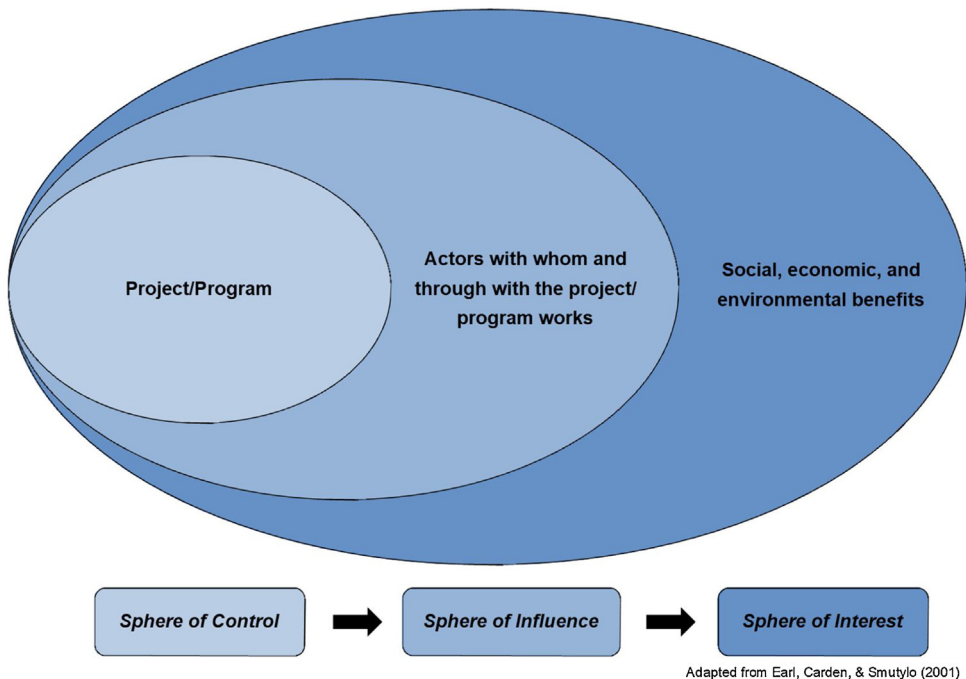 Project/Program
Actors with whom and
through with the project/
program works
Social, economic, and
environmental benefits
Sphere of Control
Sphere of Influence
Sphere of Interest
Adapted from Earl, Carden, & Smutylo (2001)